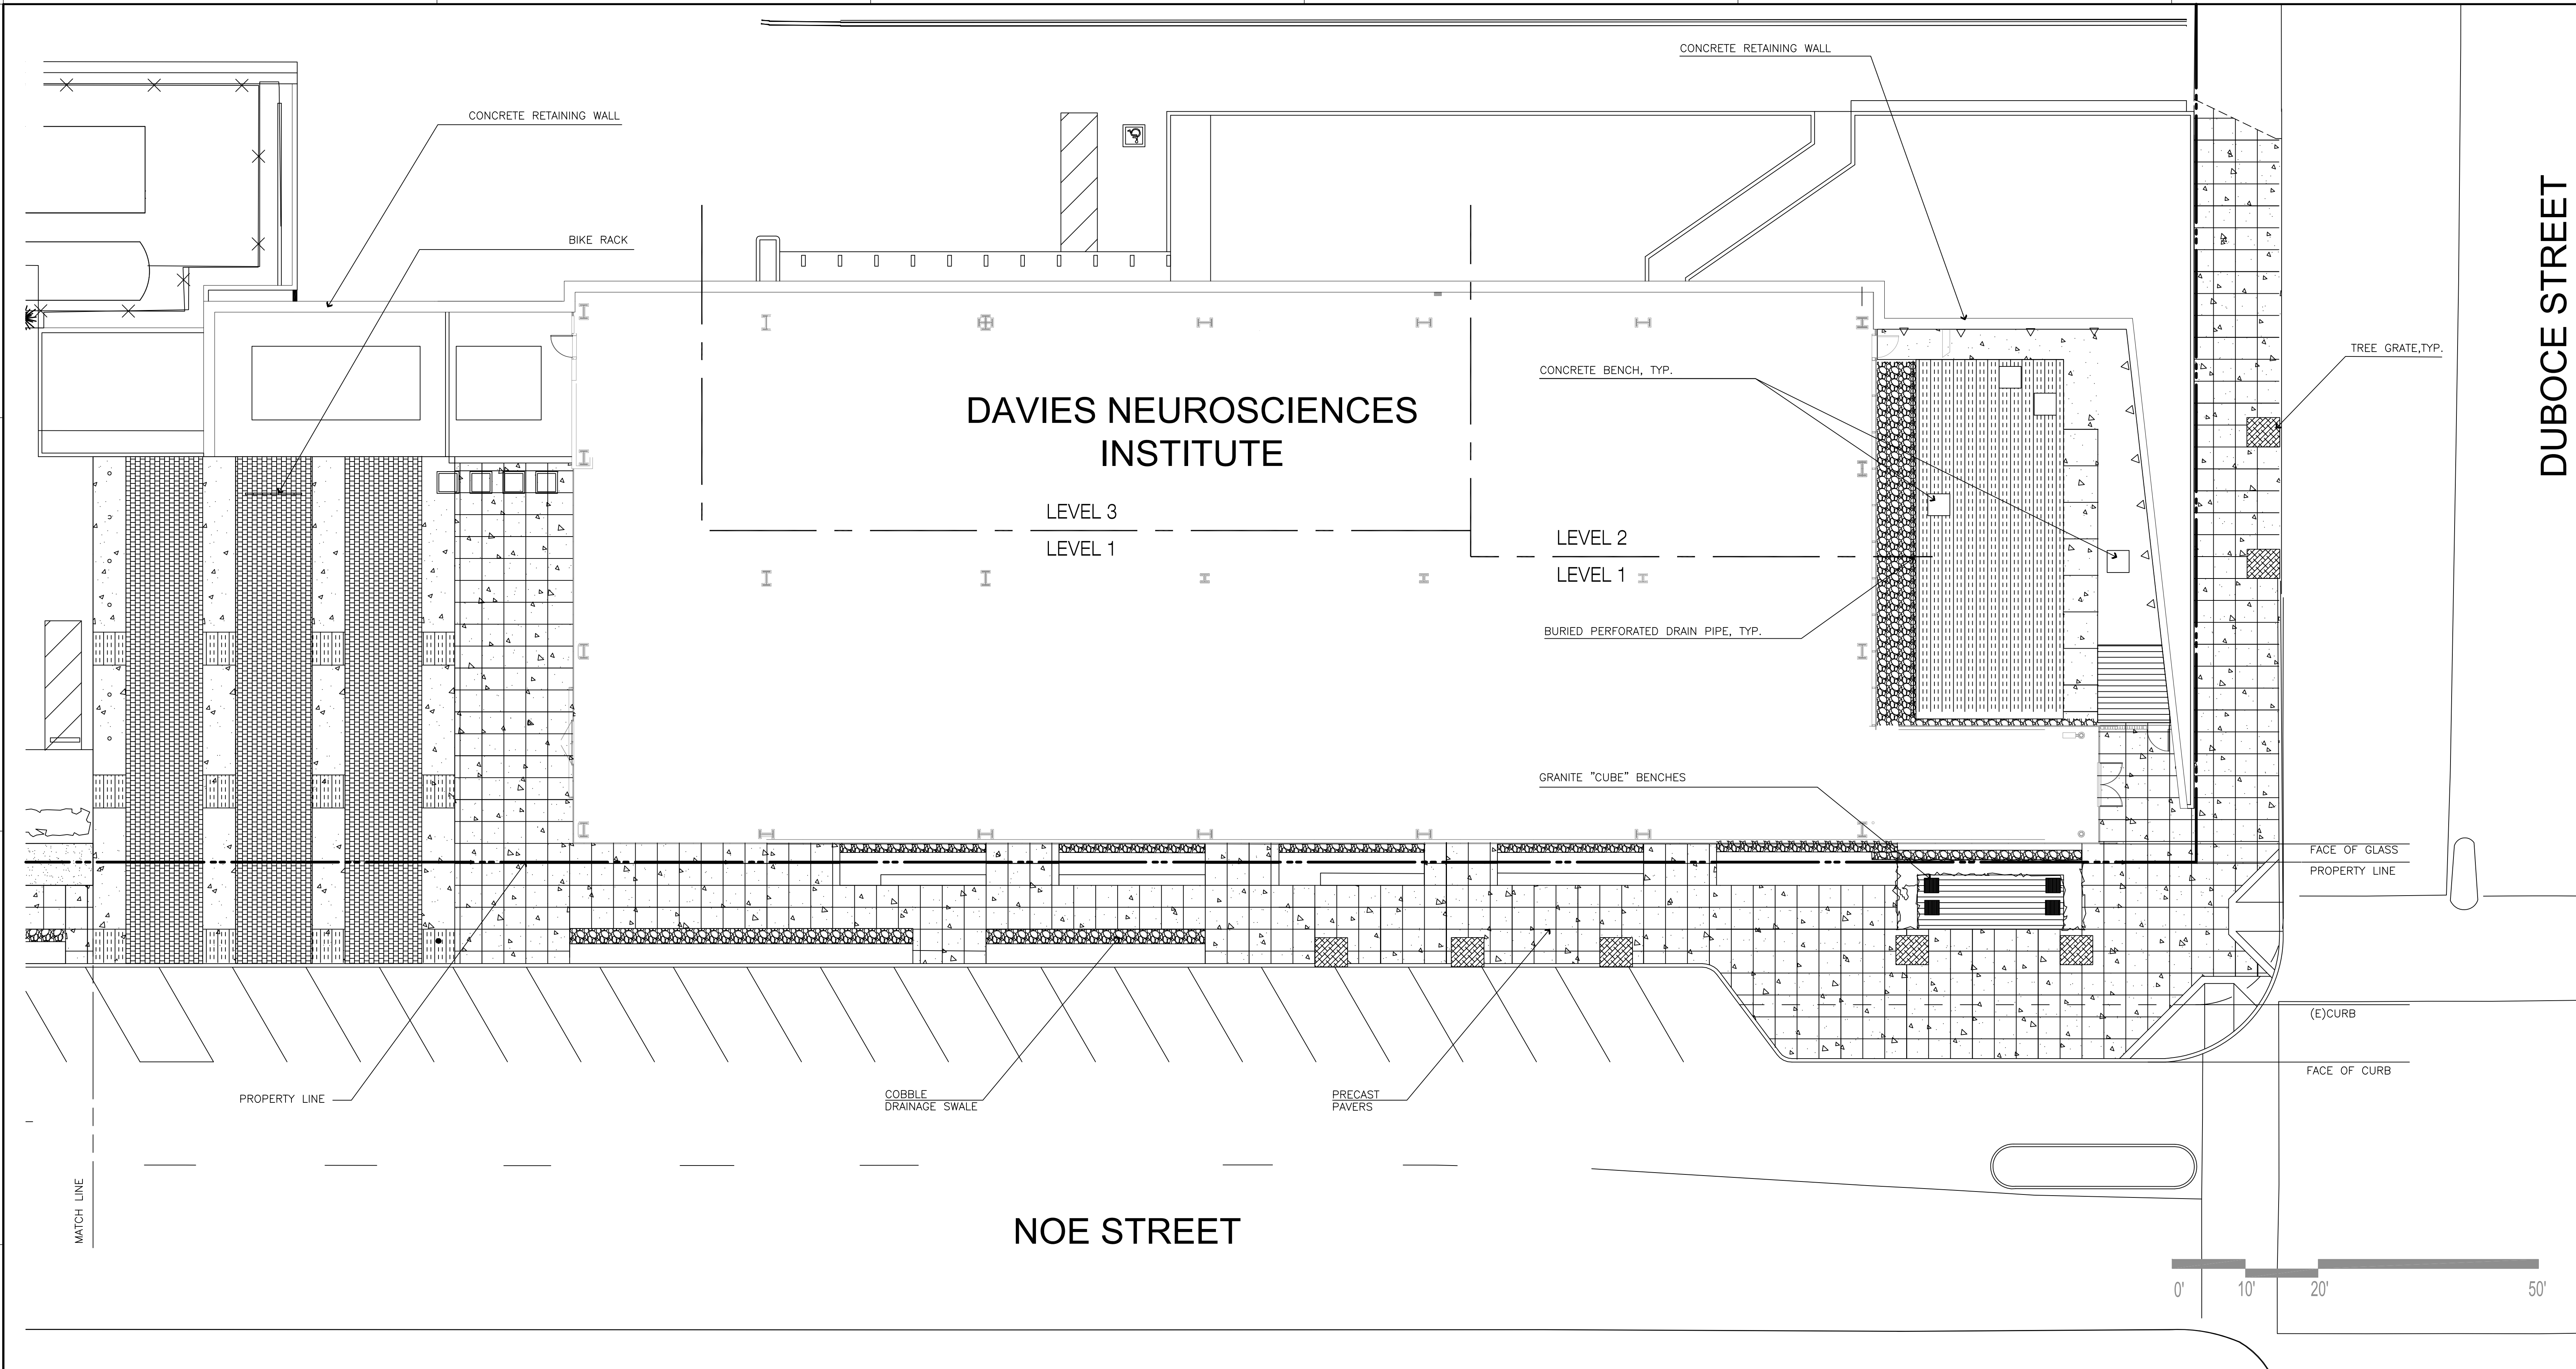 CONCRETE RETAINING WALL
CONCRETE RETAINING WALL
BIKE RACK
DUBOCE STREET
TREE GRATE,TYP.
CONCRETE BENCH, TYP.
DAVIES NEUROSCIENCES
INSTITUTE
LEVEL 3
LEVEL 1
LEVEL 2
LEVEL 1
BURIED PERFORATED DRAIN PIPE, TYP.
GRANITE "CUBE" BENCHES
FACE OF GLASS
PROPERTY LINE
(E)CURB
FACE OF CURB
PROPERTY LINE
COBBLE
DRAINAGE SWALE
PRECAST
PAVERS
MATCH LINE
NOE STREET
0' 10' 20' 50'